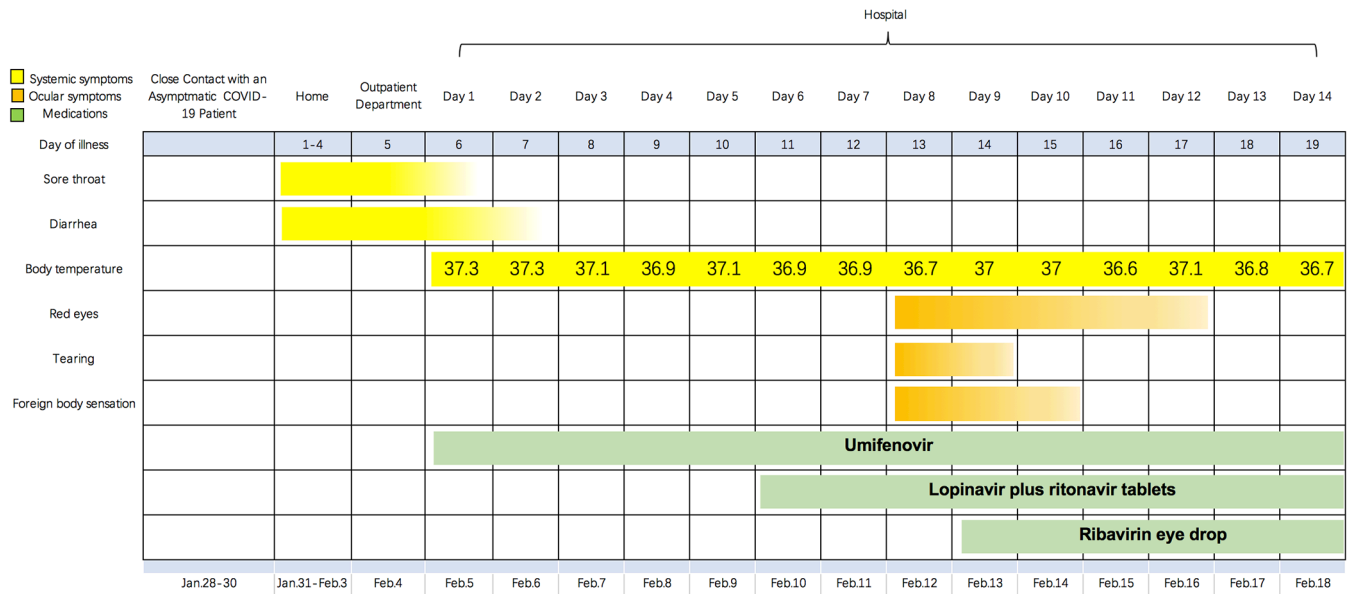 Hospital
Systemic symptoms
Ocular symptoms
Medications
Close Contact with an
Asymptmatic COVID-
19 Patient
Home
Outpatient
Department
Day 1 Day 2 Day 3 Day 4 Day 5 Day 6 Day 7 Day 8 Day 9 Day 10 Day 11 Day 12 Day 13 Day 14
Day of illness 1-4 5 6 7 8 9 10 11 12 13 14 15 16 17 18 19
Sore throat
Diarrhea
Body temperature 37.3 37.3 37.1 36.9 37.1 36.9 36.9 36.7 37 37 36.6 37.1 36.8 36.7
Red eyes
Tearing
Foreign body sensation
Umifenovir
Lopinavir plus ritonavir tablets
Ribavirin eye drop
Jan.28-30 Jan.31-Feb.3 Feb.4 Feb.5 Feb.6 Feb.7 Feb.8 Feb.9 Feb.10 Feb.11 Feb.12 Feb.13 Feb.14 Feb.15 Feb.16 Feb.17 Feb.18